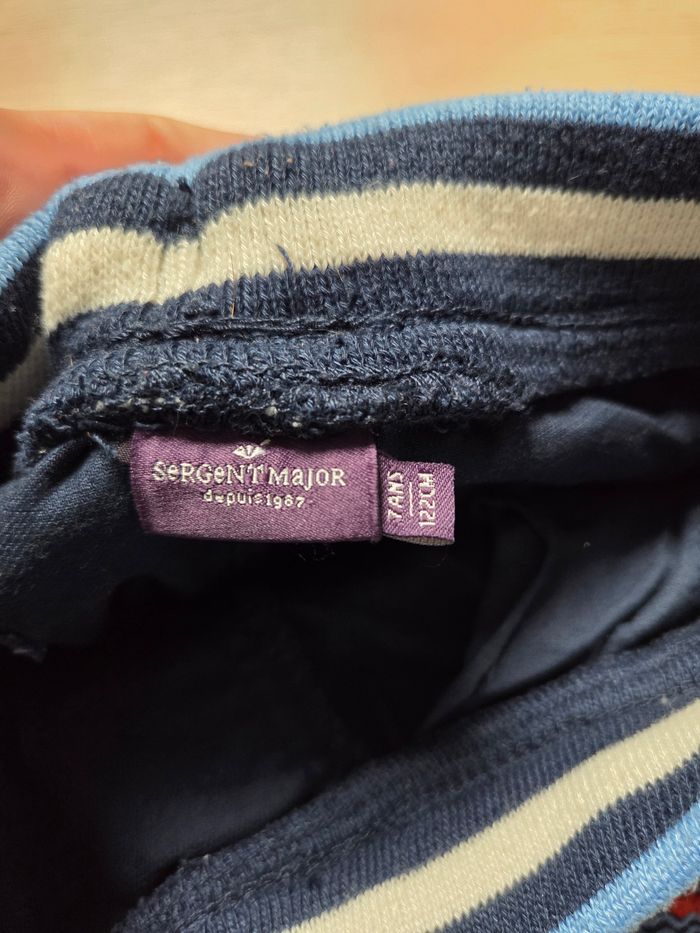 SeRGeNT MaJOR
depuis 1987
7ANS
122CM